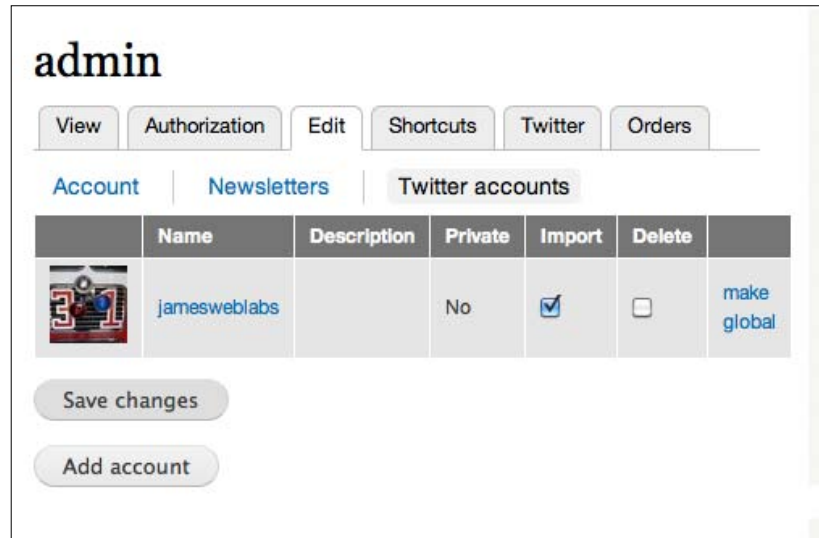 admin
View Authorization Edit Shortcuts Twitter Orders
Account Newsletters Twitter accounts
Name Description Private Import Delete
31
jamesweblabs No make
global
Save changes
Add account